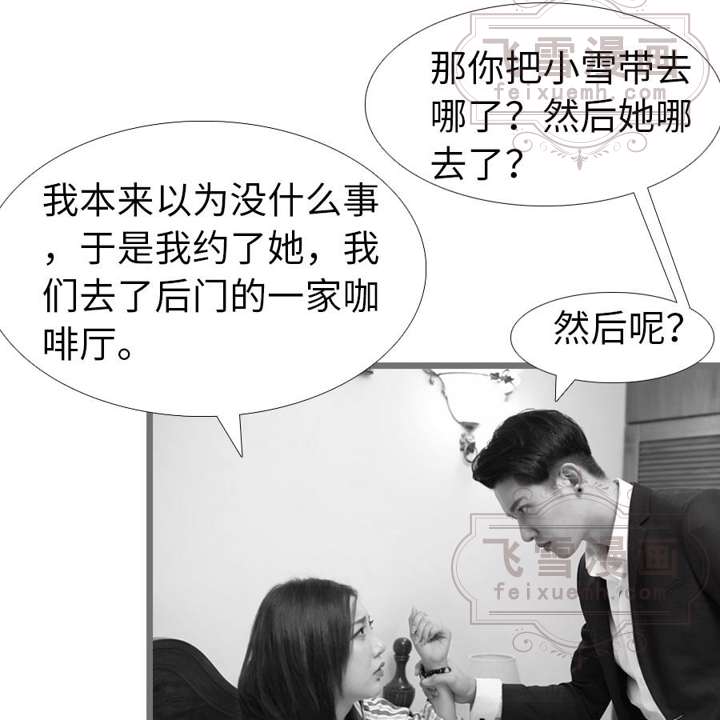 那你把小雪带去
哪了？然后她哪
去了？
我本来以为没什么事
，于是我约了她，我
们去了后门的一家咖
啡厅。
然后呢？
飞雪漫画
feixuemh.com
飞雪漫画
feixuemh.com